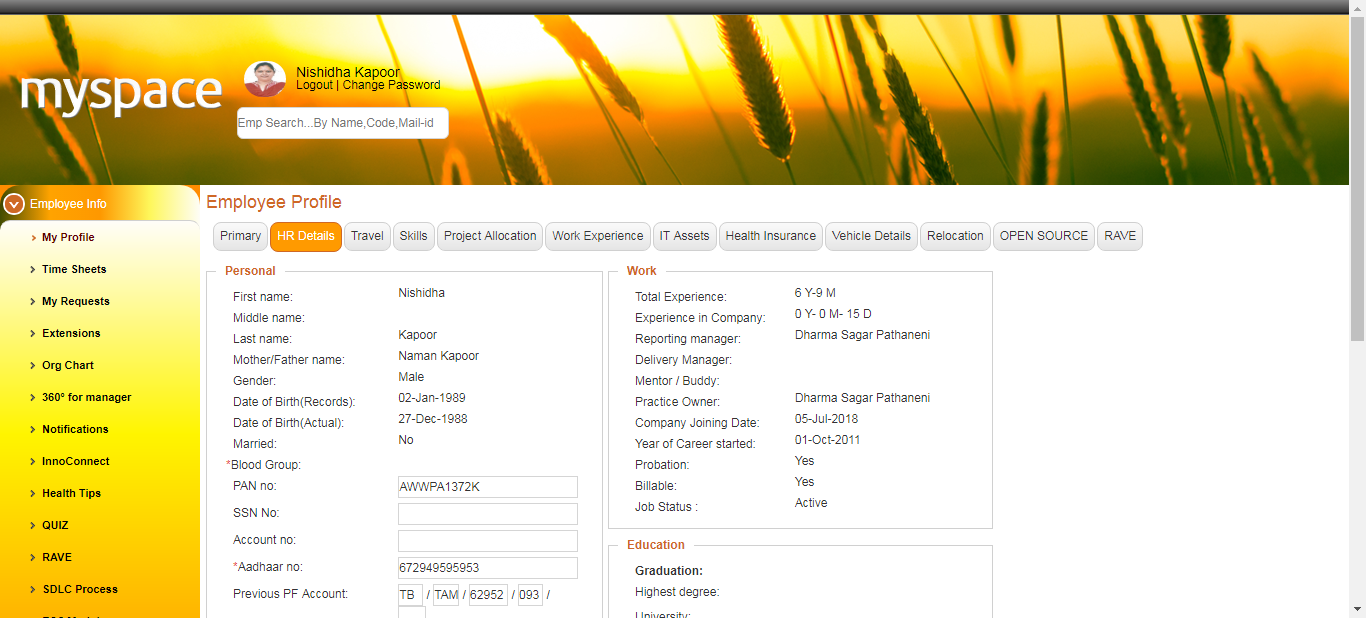 myspace
Nishidha Kapoor
Logout | Change Password
Emp Search...By Name,Code,Mail-id
Employee Info
My Profile
Time Sheets
My Requests
Extensions
Org Chart
360º for manager
Notifications
InnoConnect
Health Tips
QUIZ
RAVE
SDLC Process
Employee Profile
Primary HR Details Travel Skills Project Allocation Work Experience IT Assets Health Insurance Vehicle Details Relocation OPEN SOURCE RAVE
Personal
First name: Nishidha
Middle name:
Last name: Kapoor
Mother/Father name: Naman Kapoor
Gender: Male
Date of Birth(Records): 02-Jan-1989
Date of Birth(Actual): 27-Dec-1988
Married: No
*Blood Group:
PAN no: AWWPA1372K
SSN No:
Account no:
*Aadhaar no: 672949595953
Previous PF Account: TB / TAM / 62952 / 093 /
Work
Total Experience: 6 Y-9 M
Experience in Company: 0 Y- 0 M- 15 D
Reporting manager: Dharma Sagar Pathaneni
Delivery Manager:
Mentor / Buddy:
Practice Owner: Dharma Sagar Pathaneni
Company Joining Date: 05-Jul-2018
Year of Career started: 01-Oct-2011
Probation: Yes
Billable: Yes
Job Status : Active
Education
Graduation:
Highest degree:
University: